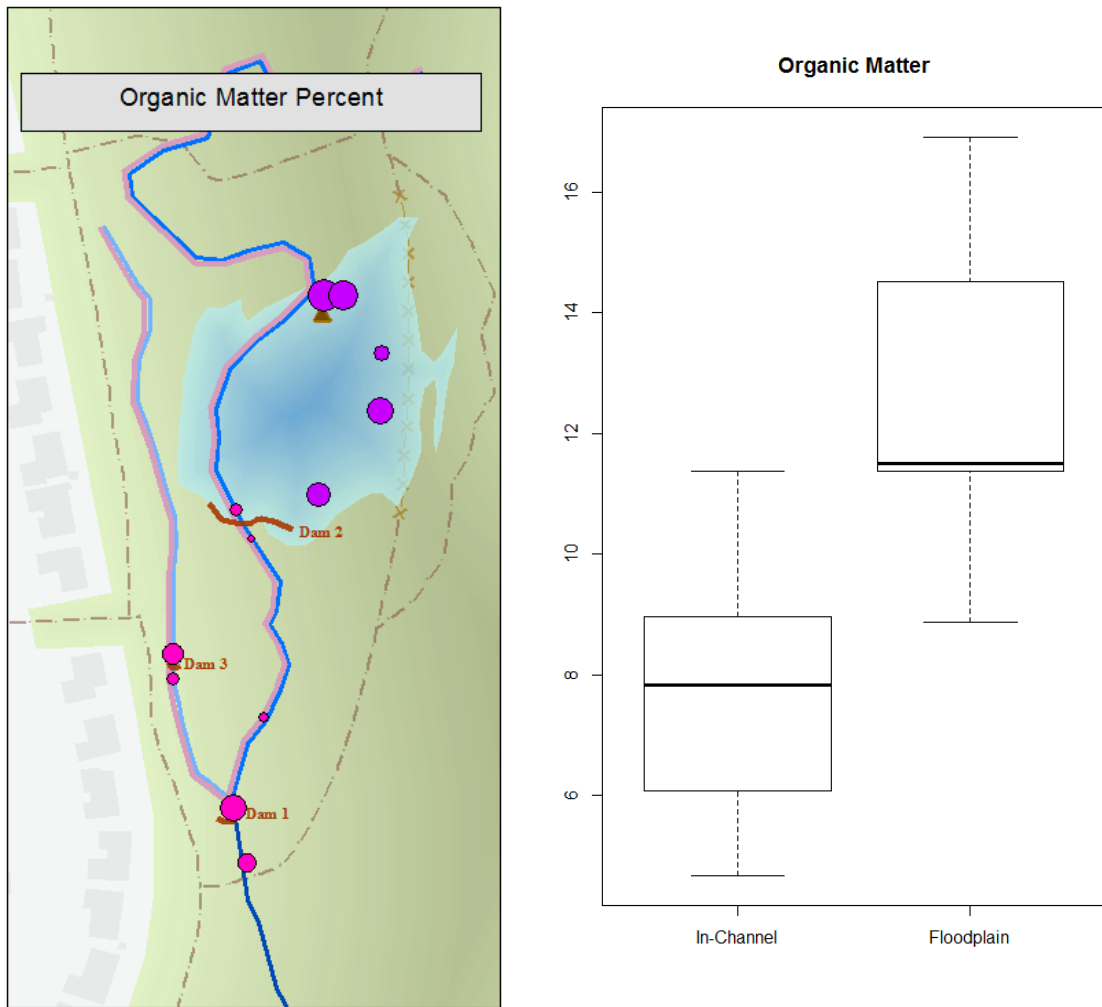 Organic Matter Percent
Dam 2
Dam 3
Dam 1
Organic Matter
16
14
12
10
8
6
In-Channel
Floodplain